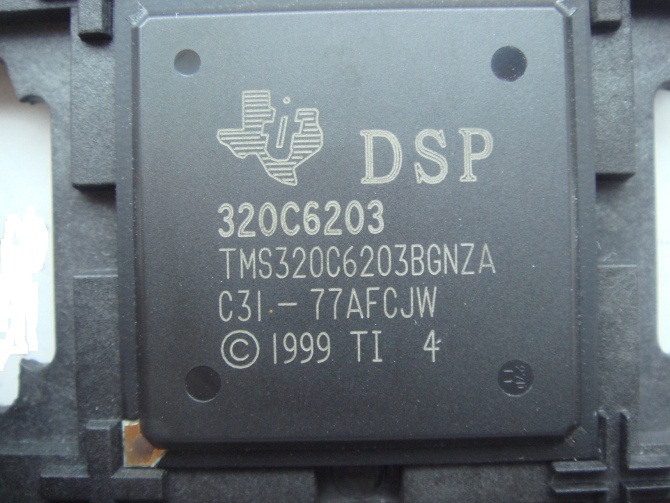 DSP
320C6203
TMS320C6203BGNZA
C31-77AFCJW
© 1999 TI 4